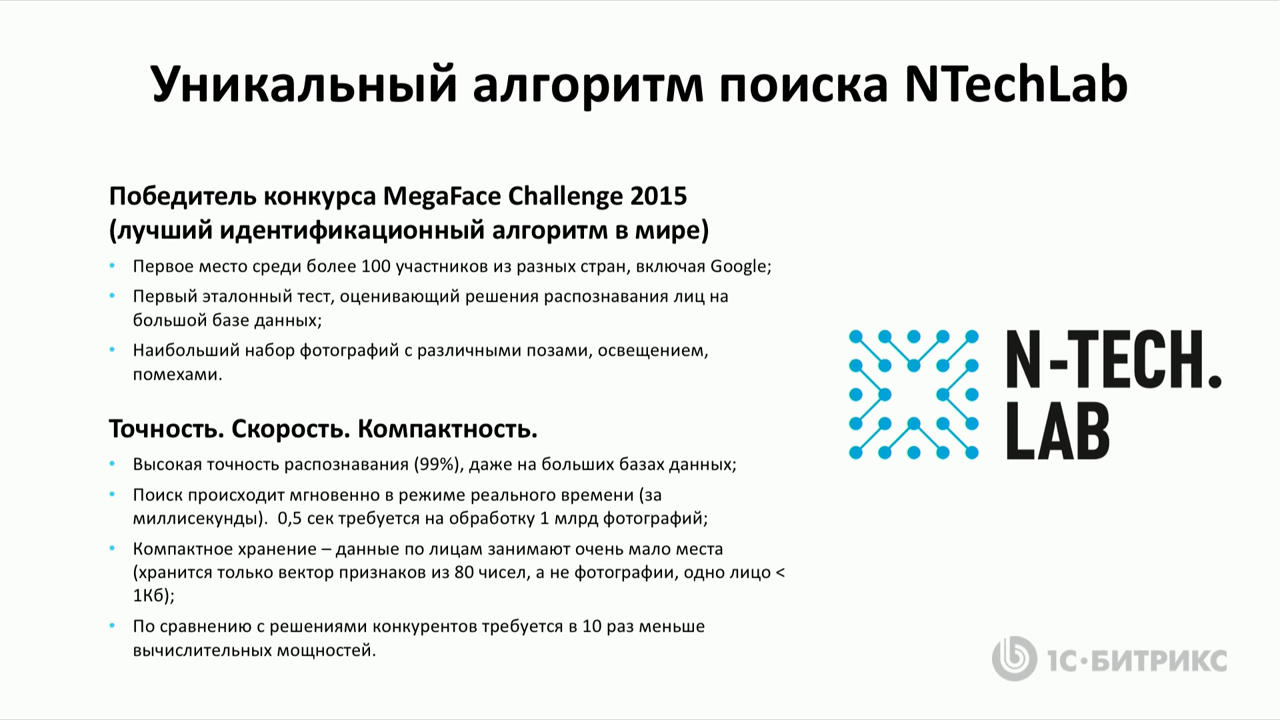 Уникальный алгоритм поиска NTechLab
Победитель конкурса MegaFace Challenge 2015
(лучший идентификационный алгоритм в мире)
• Первое место среди более 100 участников из разных стран, включая Google;
• Первый эталонный тест, оценивающий решения распознавания лиц на
большой базе данных;
• Наибольший набор фотографий с различными позами, освещением,
помехами.
Точность. Скорость. Компактность.
• Высокая точность распознавания (99%), даже на больших базах данных;
• Поиск происходит мгновенно в режиме реального времени (за
миллисекунды). 0,5 сек требуется на обработку 1 млрд фотографий;
• Компактное хранение – данные по лицам занимают очень мало места
(хранится только вектор признаков из 80 чисел, а не фотографии, одно лицо <
1Кб);
• По сравнению с решениями конкурентов требуется в 10 раз меньше
вычислительных мощностей.
N-TECH.
LAB
1С·БИТРИКС